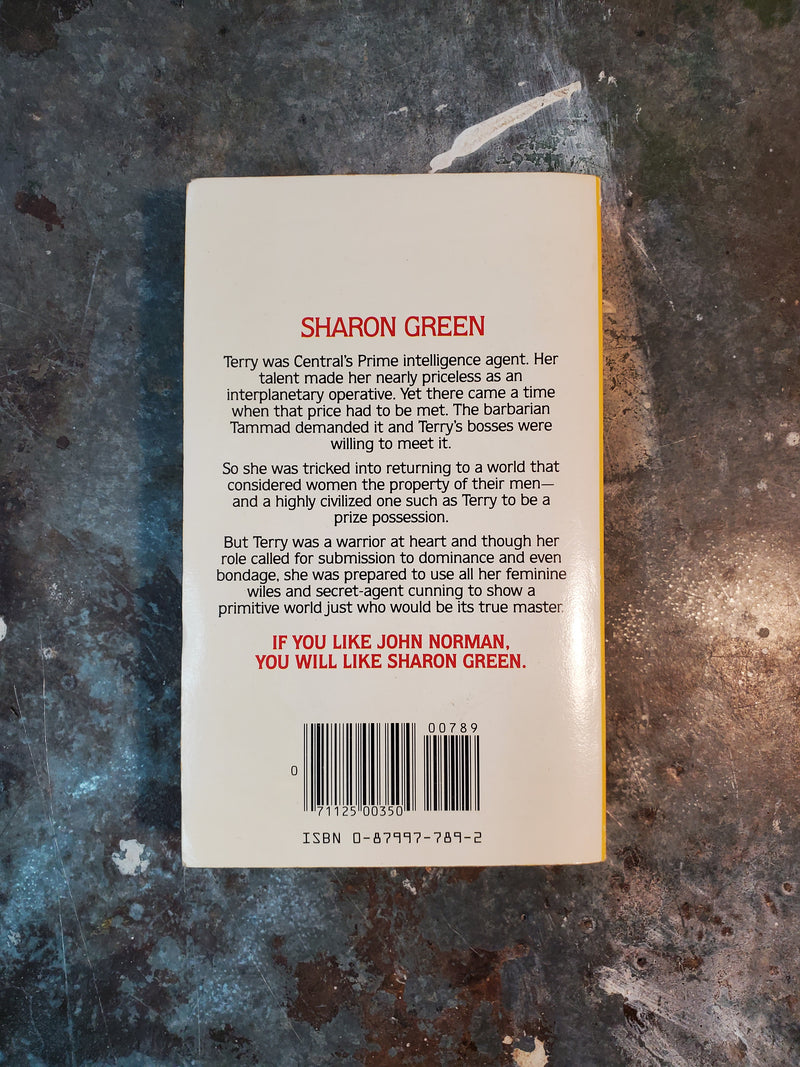 SHARON GREEN
Terry was Central's Prime intelligence agent. Her
talent made her nearly priceless as an
interplanetary operative. Yet there came a time
when that price had to be met. The barbarian
Tammad demanded it and Terry's bosses were
willing to meet it.
So she was tricked into returning to a world that
considered women the property of their men—
and a highly civilized one such as Terry to be a
prize possession.
But Terry was a warrior at heart and though her
role called for submission to dominance and even
bondage, she was prepared to use all her feminine
wiles and secret-agent cunning to show a
primitive world just who would be its true master.
IF YOU LIKE JOHN NORMAN,
YOU WILL LIKE SHARON GREEN.
00789
0
71125 00350
ISBN 0-87997-789-2